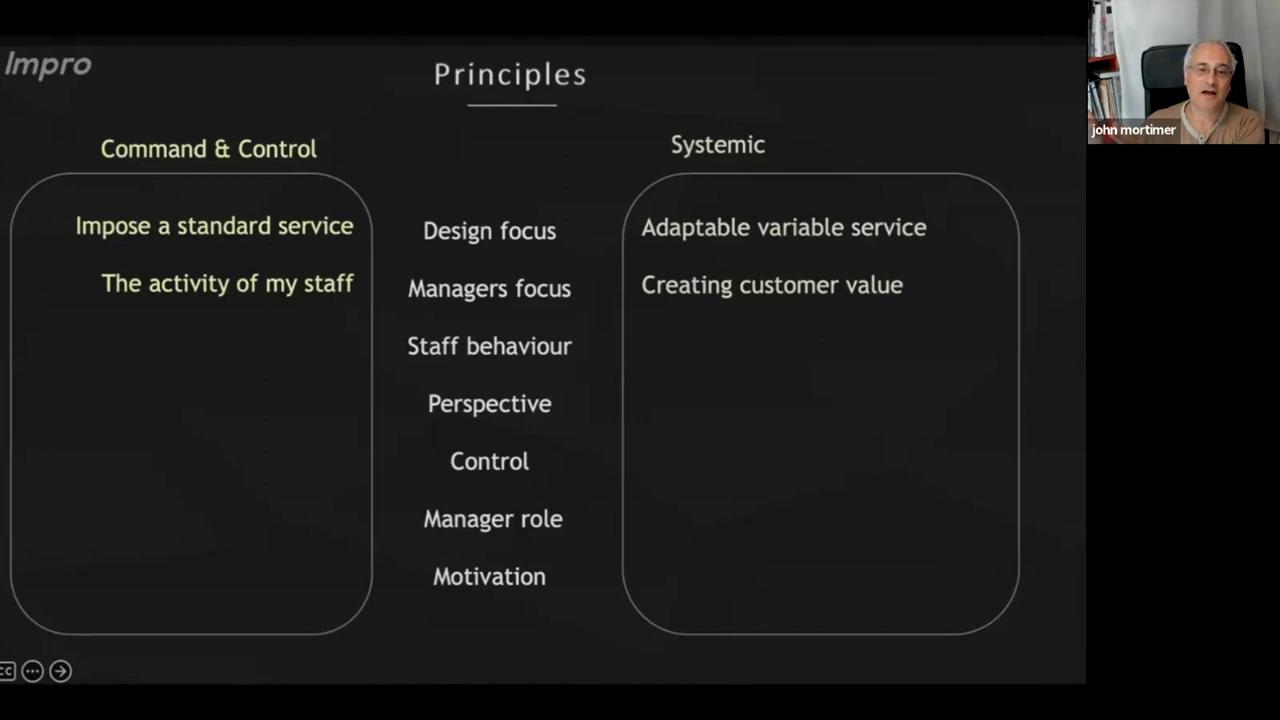 Impro
Principles
john mortimer
Command & Control
Systemic
Impose a standard service
Design focus
Adaptable variable service
The activity of my staff
Managers focus
Creating customer value
Staff behaviour
Perspective
Control
Manager role
Motivation
CC